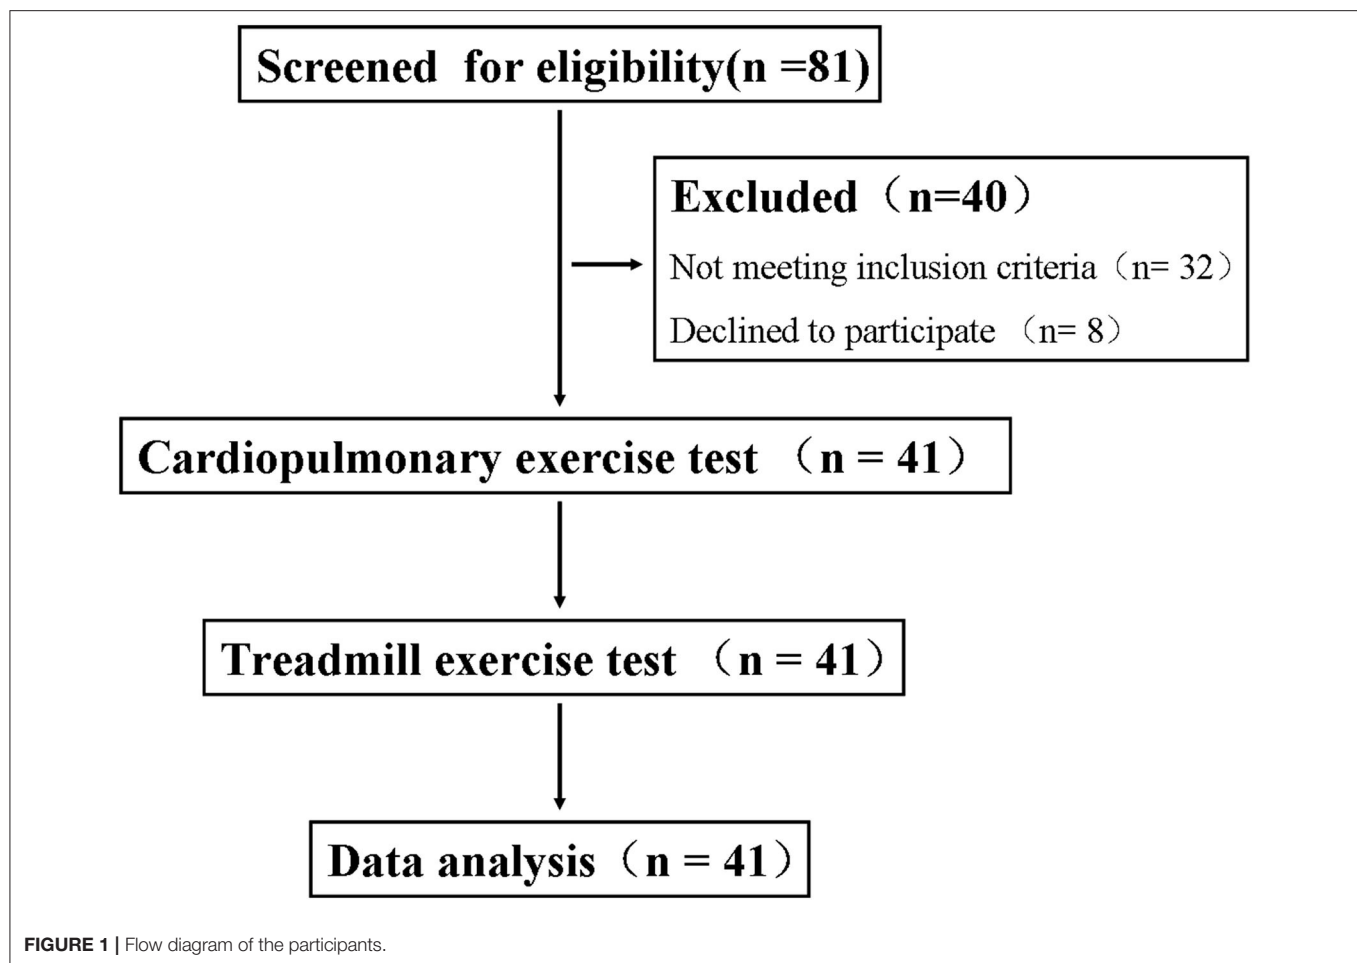 Screened  for eligibility(n =81)
Excluded（n=40）
Not meeting inclusion criteria（n= 32）
Declined to participate （n= 8）
Cardiopulmonary exercise test （n = 41）
Treadmill exercise test （n = 41）
Data analysis（n = 41）
FIGURE 1 | Flow diagram of the participants.